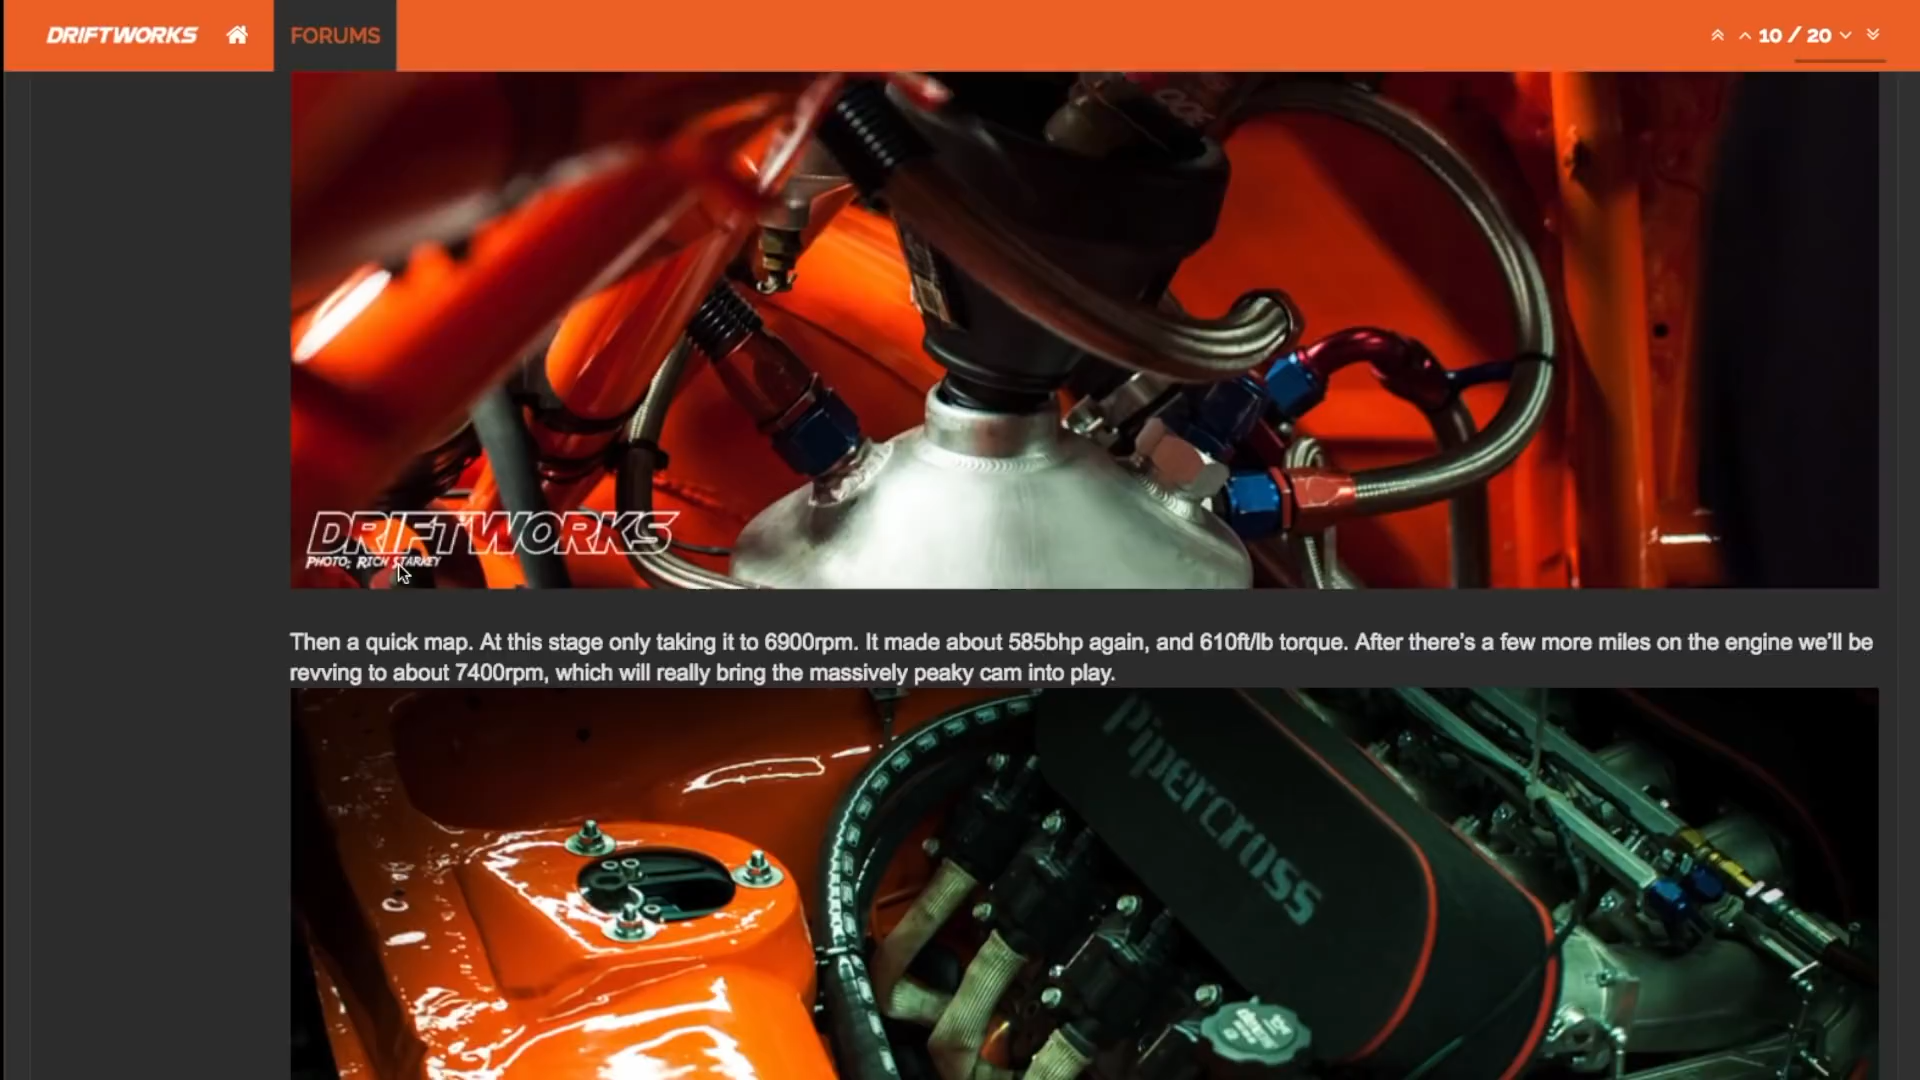 DRIFTWORKS
FORUMS
10 / 20
DRIFTWORKS
PHOTO: RICH STARKEY
Then a quick map. At this stage only taking it to 6900rpm. It made about 585bhp again, and 610ft/lb torque. After there's a few more miles on the engine we'll be
revving to about 7400rpm, which will really bring the massively peaky cam into play.
Pipercross